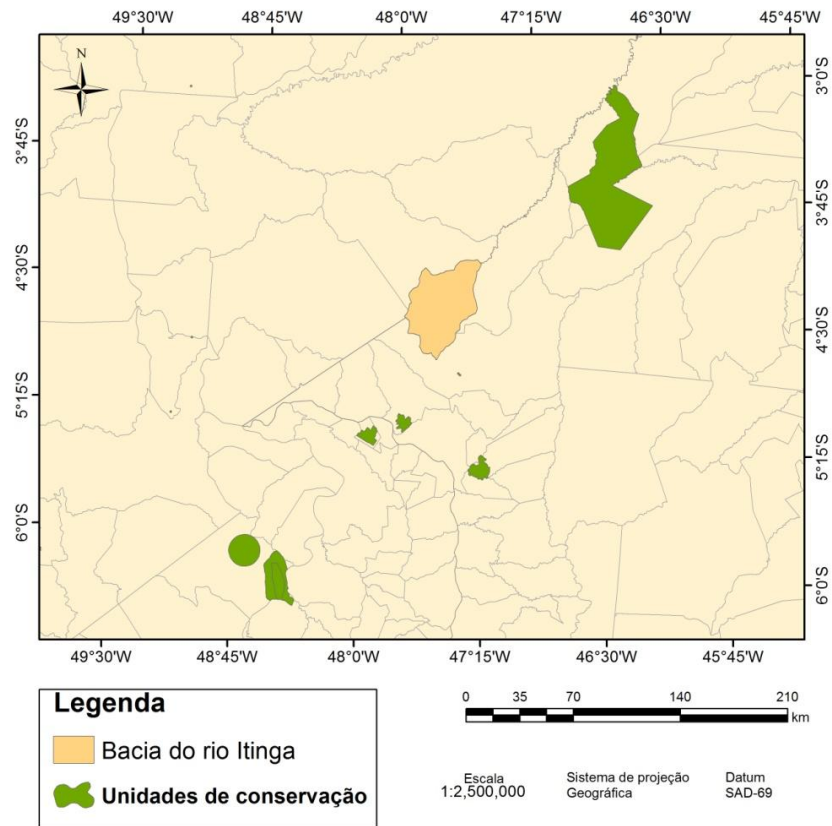 49°30'W 48°45'W 48°0'W 47°15'W 46°30'W 45°45'W
N
3°0'S
3°45'S
3°45'S
4°30'S
4°30'S
5°15'S
5°15'S
6°0'S
6°0'S
49°30'W 48°45'W 48°0'W 47°15'W 46°30'W 45°45'W
Legenda
Bacia do rio Itinga
Unidades de conservação
0 35 70 140 210
km
Escala
1:2,500,000
Sistema de projeção
Geográfica
Datum
SAD-69